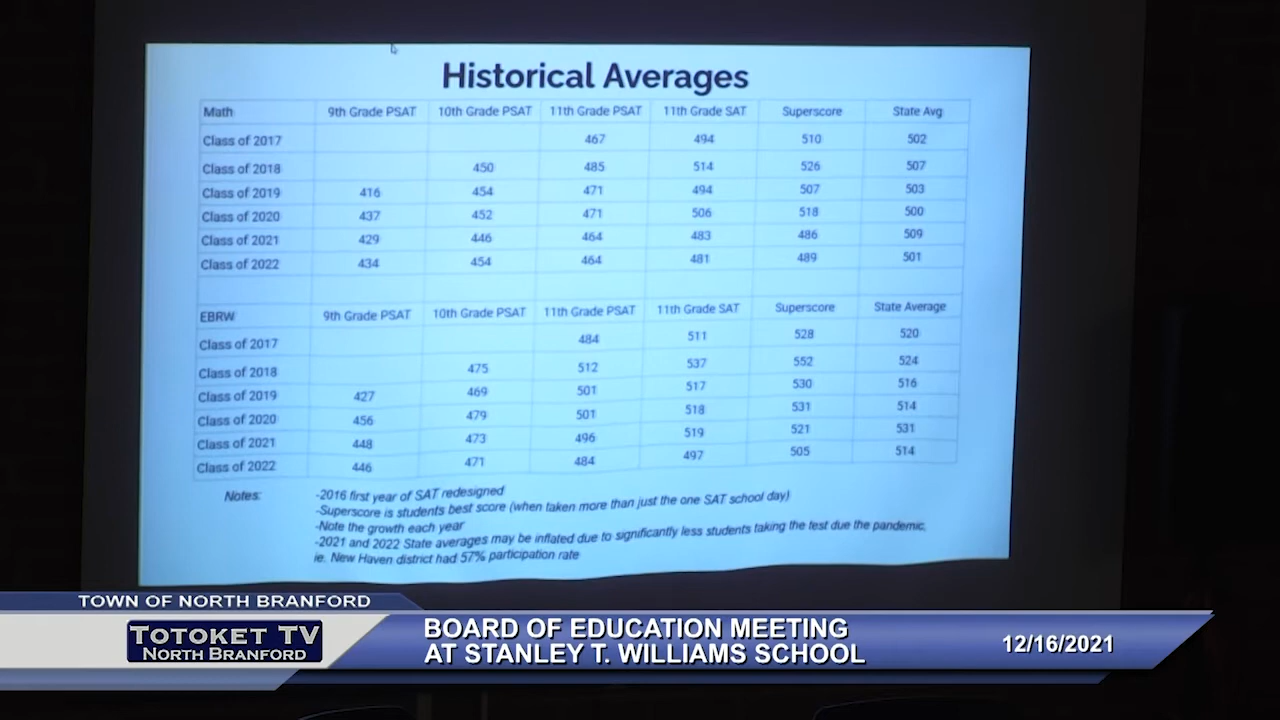 Historical Averages
Math 9th Grade PSAT 10th Grade PSAT 11th Grade PSAT 11th Grade SAT Superscore State Avg
Class of 2017 467 494 510 502
Class of 2018 450 485 514 526 507
Class of 2019 416 454 471 494 507 503
Class of 2020 437 452 471 506 518 500
Class of 2021 429 446 464 483 486 509
Class of 2022 434 454 464 481 489 501
EBRW 9th Grade PSAT 10th Grade PSAT 11th Grade PSAT 11th Grade SAT Superscore State Average
Class of 2017 484 511 528 520
Class of 2018 475 512 537 552 524
Class of 2019 427 469 501 517 530 516
Class of 2020 456 479 501 518 531 514
Class of 2021 448 473 496 519 521 531
Class of 2022 446 471 484 497 505 514
Notes: -2016 first year of SAT redesigned
-Superscore is students best score (when taken more than just the one SAT school day)
-Note the growth each year
-2021 and 2022 State averages may be inflated due to significantly less students taking the test due the pandemic,
ie. New Haven district had 57% participation rate
TOWN OF NORTH BRANFORD
TOTOKET TV
NORTH BRANFORD
BOARD OF EDUCATION MEETING
AT STANLEY T. WILLIAMS SCHOOL
12/16/2021